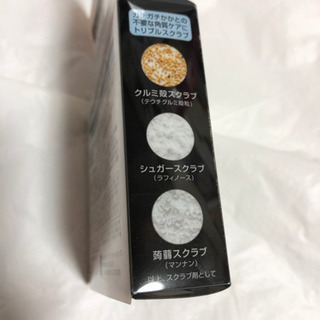 ガチガチかかとの
不要な角質ケアに
トリプルスクラブ
クルミ殻スクラブ
(テウチグルミ殻粒)
シュガースクラブ
(ラフィノース)
蒟蒻スクラブ
(マンナン)
以上、スクラブ剤として